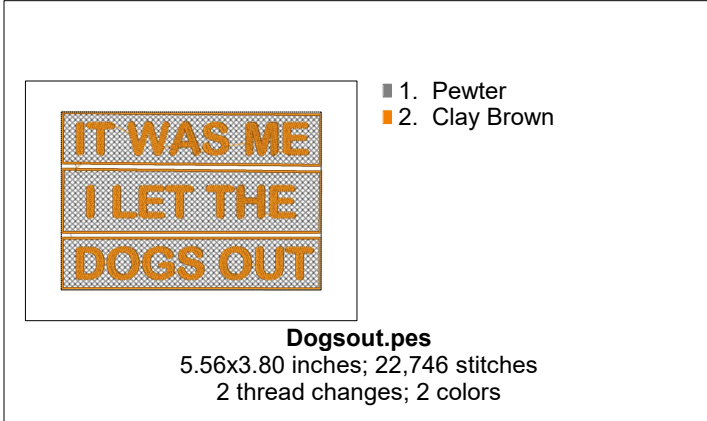 IT WAS ME
I LET THE
DOGS OUT
1. Pewter
2. Clay Brown
Dogsout.pes
5.56x3.80 inches; 22,746 stitches
2 thread changes; 2 colors